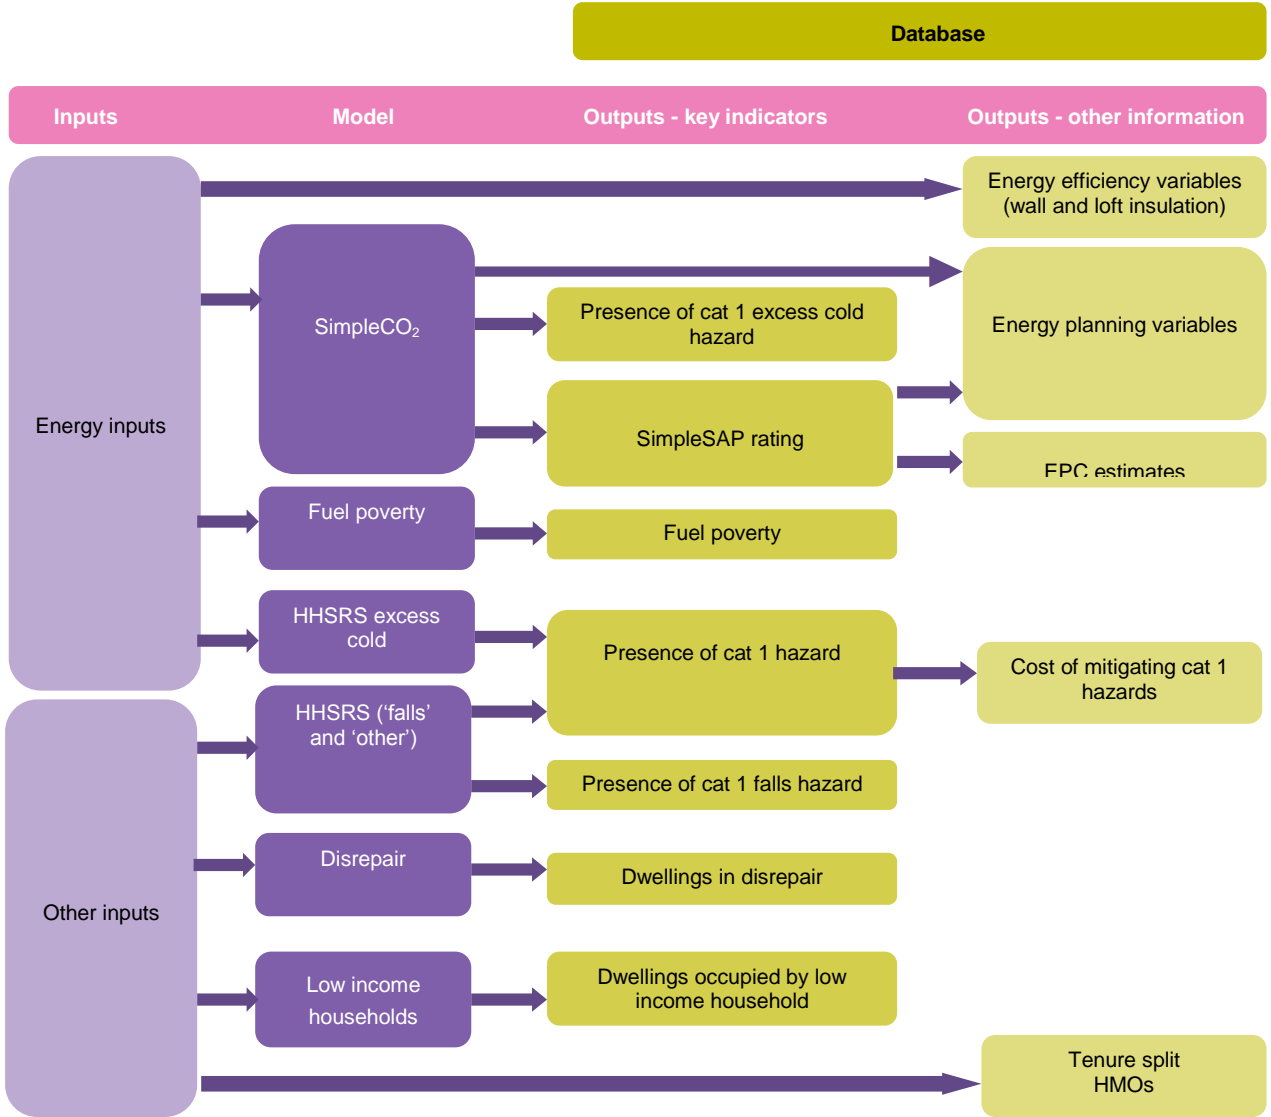 Database
Inputs
Model
Outputs - key indicators
Outputs - other information
Energy efficiency variables
(wall and loft insulation)
SimpleCO₂
Presence of cat 1 excess cold
hazard
Energy planning variables
Energy inputs
SimpleSAP rating
EPC estimates
Fuel poverty
Fuel poverty
HHSRS excess
cold
Presence of cat 1 hazard
Cost of mitigating cat 1
hazards
HHSRS (‘falls’
and ‘other’)
Presence of cat 1 falls hazard
Disrepair
Dwellings in disrepair
Other inputs
Low income
households
Dwellings occupied by low
income household
Tenure split
HMOs